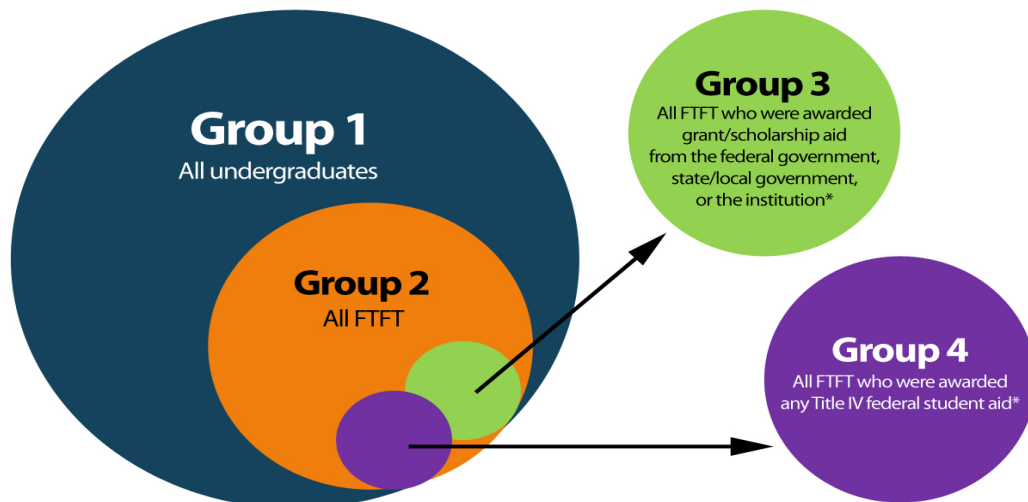 Group 1
All undergraduates
Group 2
All FTFT
Group 3
All FTFT who were awarded
grant/scholarship aid
from the federal government,
state/local government,
or the institution*
Group 4
All FTFT who were awarded
any Title IV federal student aid*